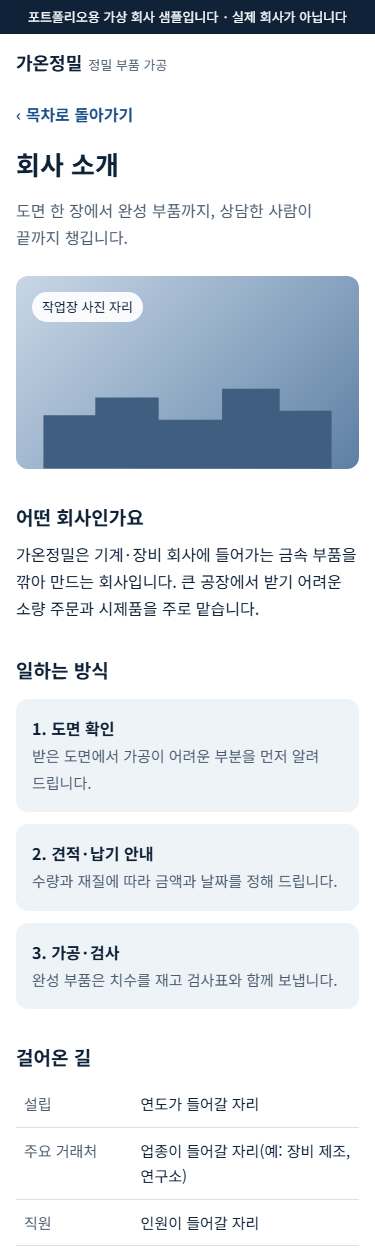 포트폴리오용 가상 회사 샘플입니다 · 실제 회사가 아닙니다
가온정밀 정밀 부품 가공
‹ 목차로 돌아가기
회사 소개
도면 한 장에서 완성 부품까지, 상담한 사람이
끝까지 챙깁니다.
작업장 사진 자리
어떤 회사인가요
가온정밀은 기계·장비 회사에 들어가는 금속 부품을
깎아 만드는 회사입니다. 큰 공장에서 받기 어려운
소량 주문과 시제품을 주로 맡습니다.
일하는 방식
1. 도면 확인
받은 도면에서 가공이 어려운 부분을 먼저 알려
드립니다.
2. 견적·납기 안내
수량과 재질에 따라 금액과 날짜를 정해 드립니다.
3. 가공·검사
완성 부품은 치수를 재고 검사표와 함께 보냅니다.
걸어온 길
설립 연도가 들어갈 자리
주요 거래처 업종이 들어갈 자리(예: 장비 제조,
연구소)
직원 인원이 들어갈 자리